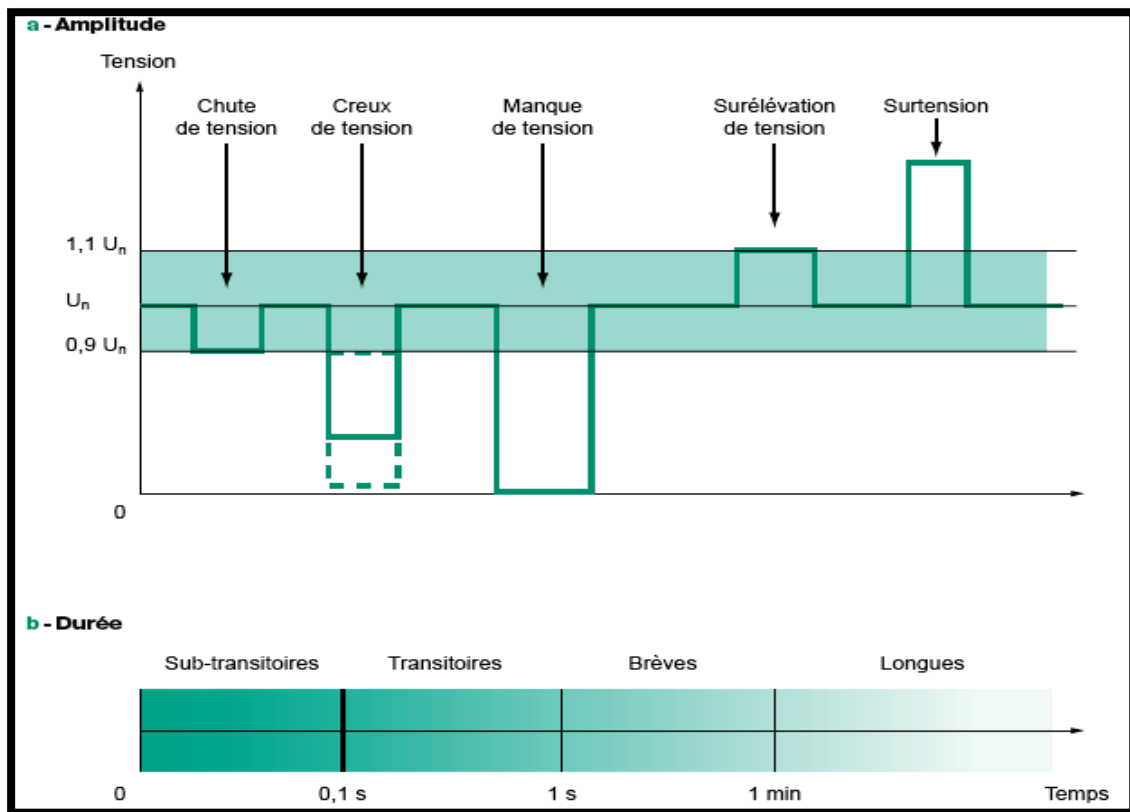 a - Amplitude
Tension
Chute
de tension
Creux
de tension
Manque
de tension
Surélévation
de tension
Surtension
1,1 Un
Un
0,9 Un
0
b - Durée
Sub-transitoires
Transitoires
Brèves
Longues
0
0,1 s
1 s
1 min
Temps